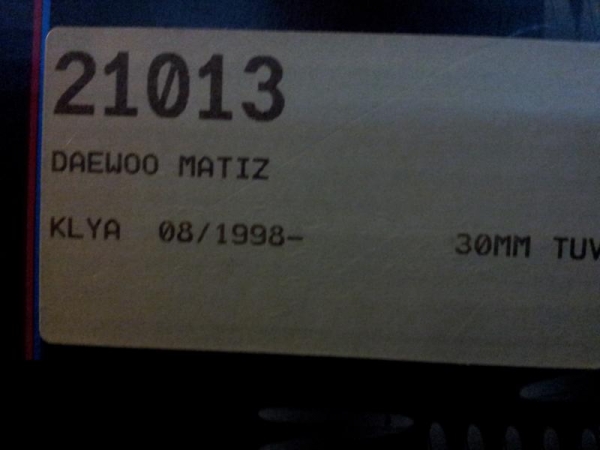 21013
DAEWOO MATIZ
KLYA 08/1998-
30MM TUV